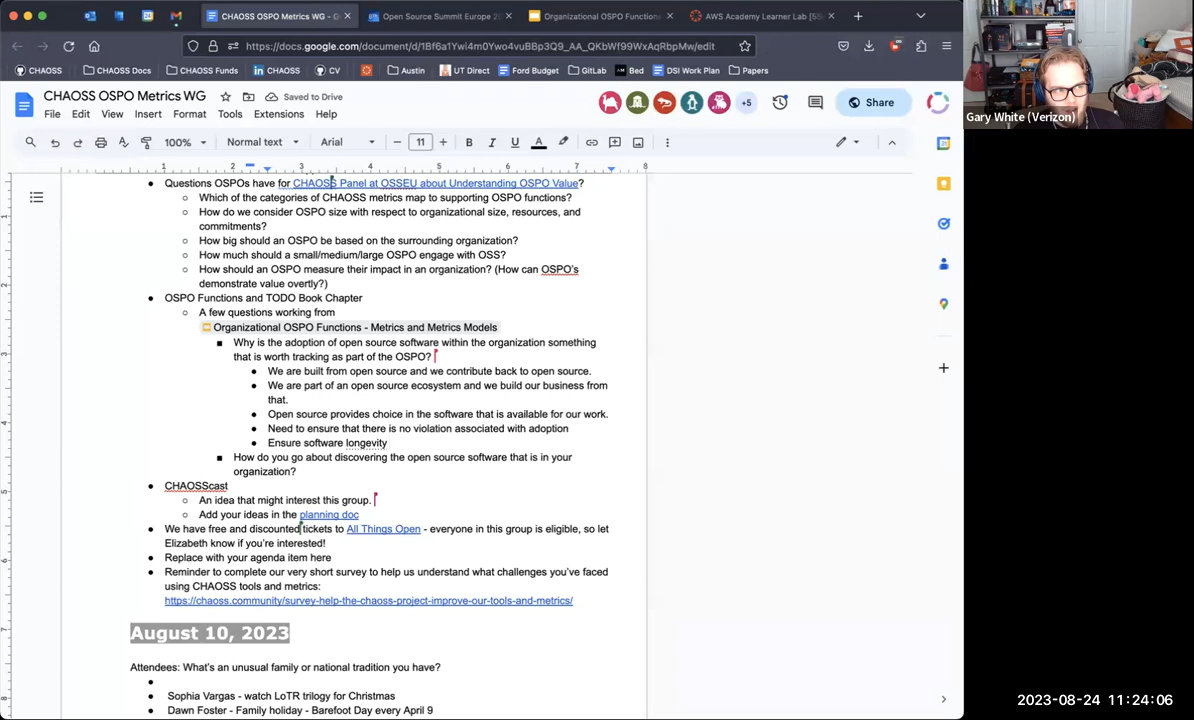 CHAOSS OSPO Metrics WG - G
Open Source Summit Europe 2
Organizational OSPO Function
AWS Academy Learner Lab [5
https://docs.google.com/document/d/1Bf6a1Ywi4m0Ywo4vuBBp3Q9_AA_QKbWf99WxAqRbpMw/edit
CHAOSS
CHAOSS Docs
CHAOSS Funds
CHAOSS
CV
Austin
UT Direct
Ford Budget
GitLab
Bed
DSI Work Plan
Papers
CHAOSS OSPO Metrics WG
Saved to Drive
File Edit View Insert Format Tools Extensions Help
+5
Share
100% Normal text Arial 11
1 2 3 4 5 6 7 8
Questions OSPOs have for CHAOSS Panel at OSSEU about Understanding OSPO Value?
Which of the categories of CHAOSS metrics map to supporting OSPO functions?
How do we consider OSPO size with respect to organizational size, resources, and
commitments?
How big should an OSPO be based on the surrounding organization?
How much should a small/medium/large OSPO engage with OSS?
How should an OSPO measure their impact in an organization? (How can OSPO's
demonstrate value overtly?)
OSPO Functions and TODO Book Chapter
A few questions working from
Organizational OSPO Functions - Metrics and Metrics Models
Why is the adoption of open source software within the organization something
that is worth tracking as part of the OSPO?
We are built from open source and we contribute back to open source.
We are part of an open source ecosystem and we build our business from
that.
Open source provides choice in the software that is available for our work.
Need to ensure that there is no violation associated with adoption
Ensure software longevity
How do you go about discovering the open source software that is in your
organization?
CHAOSScast
An idea that might interest this group.
Add your ideas in the planning doc
We have free and discounted tickets to All Things Open - everyone in this group is eligible, so let
Elizabeth know if you're interested!
Replace with your agenda item here
Reminder to complete our very short survey to help us understand what challenges you've faced
using CHAOSS tools and metrics:
https://chaoss.community/survey-help-the-chaoss-project-improve-our-tools-and-metrics/
August 10, 2023
Attendees: What's an unusual family or national tradition you have?
Sophia Vargas - watch LoTR trilogy for Christmas
Dawn Foster - Family holiday - Barefoot Day every April 9
Gary White (Verizon)
2023-08-24 11:24:06